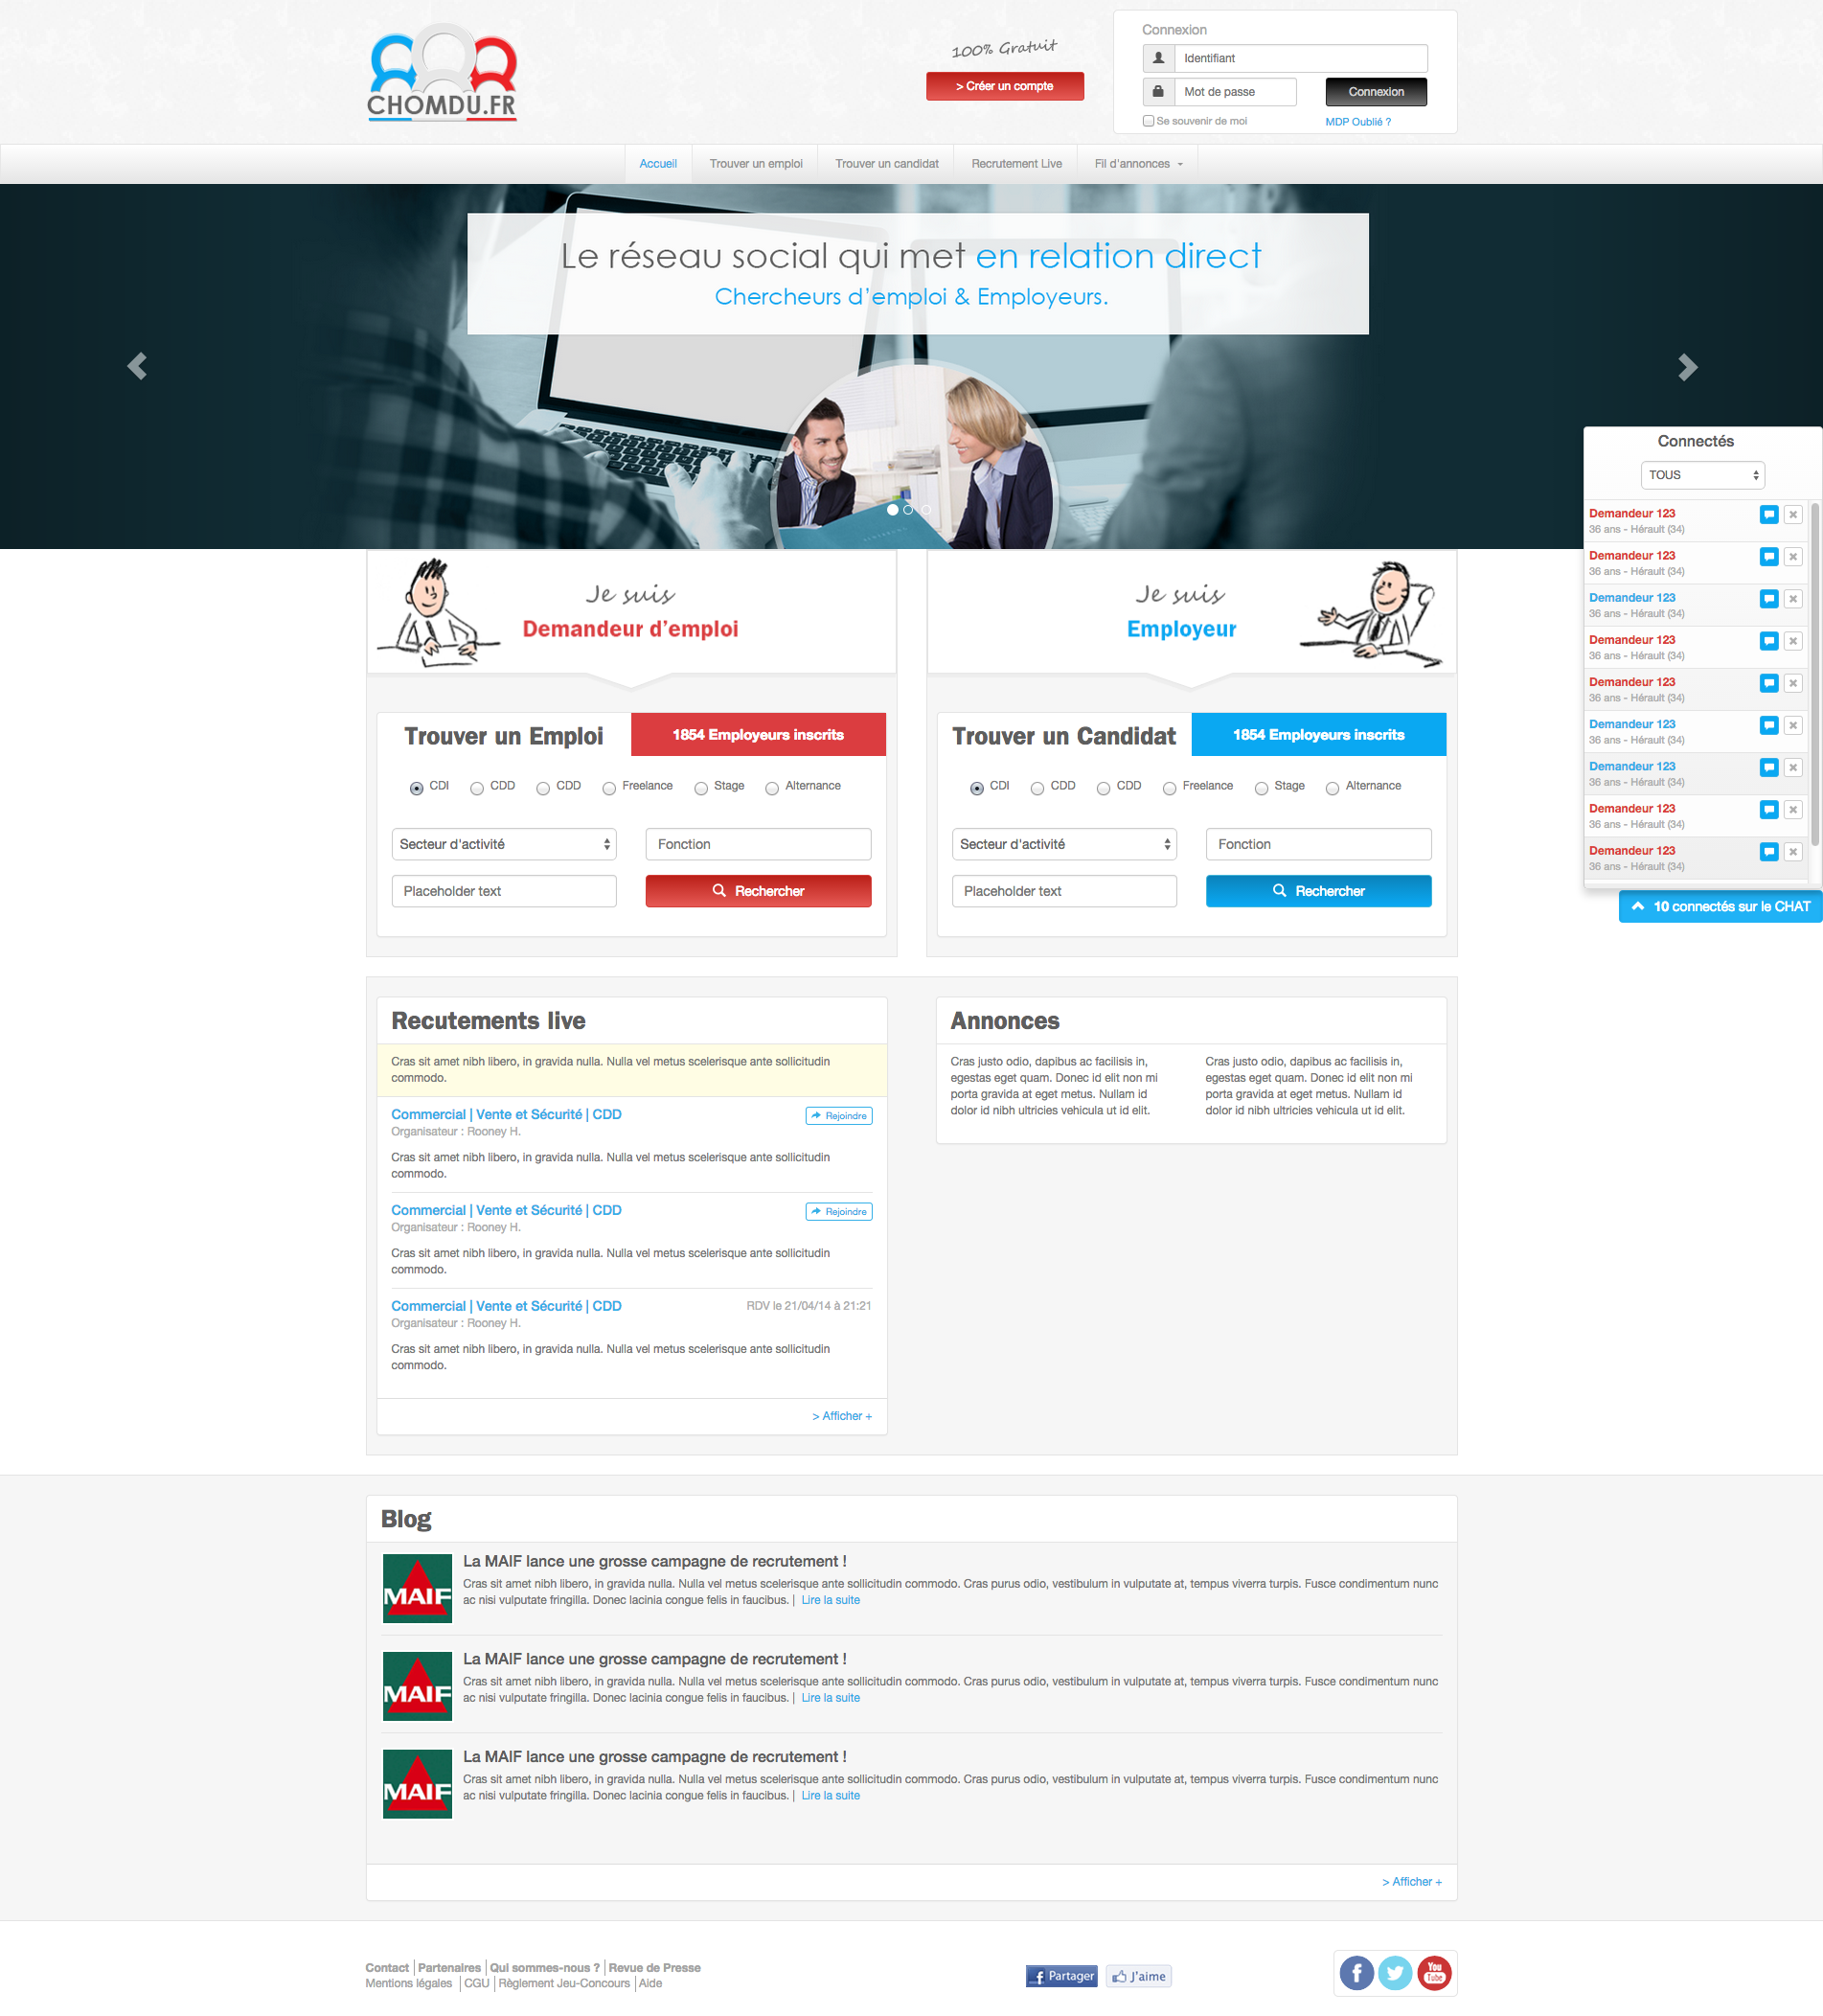 CHOMDU.FR
100% Gratuit
> Créer un compte
Connexion
Identifiant
Mot de passe
Connexion
Se souvenir de moi
MDP Oublié ?
Accueil
Trouver un emploi
Trouver un candidat
Recrutement Live
Fil d'annonces
Le réseau social qui met en relation direct
Chercheurs d'emploi & Employeurs.
Connectés
TOUS
Demandeur 123
36 ans - Hérault (34)
Demandeur 123
36 ans - Hérault (34)
Demandeur 123
36 ans - Hérault (34)
Demandeur 123
36 ans - Hérault (34)
Demandeur 123
36 ans - Hérault (34)
Demandeur 123
36 ans - Hérault (34)
Demandeur 123
36 ans - Hérault (34)
Demandeur 123
36 ans - Hérault (34)
Demandeur 123
36 ans - Hérault (34)
10 connectés sur le CHAT
Je suis
Demandeur d'emploi
Trouver un Emploi
1854 Employeurs inscrits
CDI CDD CDD Freelance Stage Alternance
Secteur d'activité
Fonction
Placeholder text
Rechercher
Je suis
Employeur
Trouver un Candidat
1854 Employeurs inscrits
CDI CDD CDD Freelance Stage Alternance
Secteur d'activité
Fonction
Placeholder text
Rechercher
Recutements live
Cras sit amet nibh libero, in gravida nulla. Nulla vel metus scelerisque ante sollicitudin
commodo.
Commercial | Vente et Sécurité | CDD
Rejoindre
Organisateur : Rooney H.
Cras sit amet nibh libero, in gravida nulla. Nulla vel metus scelerisque ante sollicitudin
commodo.
Commercial | Vente et Sécurité | CDD
Rejoindre
Organisateur : Rooney H.
Cras sit amet nibh libero, in gravida nulla. Nulla vel metus scelerisque ante sollicitudin
commodo.
Commercial | Vente et Sécurité | CDD
RDV le 21/04/14 à 21:21
Organisateur : Rooney H.
Cras sit amet nibh libero, in gravida nulla. Nulla vel metus scelerisque ante sollicitudin
commodo.
> Afficher +
Annonces
Cras justo odio, dapibus ac facilisis in,
egestas eget quam. Donec id elit non mi
porta gravida at eget metus. Nullam id
dolor id nibh ultricies vehicula ut id elit.
Cras justo odio, dapibus ac facilisis in,
egestas eget quam. Donec id elit non mi
porta gravida at eget metus. Nullam id
dolor id nibh ultricies vehicula ut id elit.
Blog
MAIF
La MAIF lance une grosse campagne de recrutement !
Cras sit amet nibh libero, in gravida nulla. Nulla vel metus scelerisque ante sollicitudin commodo. Cras purus odio, vestibulum in vulputate at, tempus viverra turpis. Fusce condimentum nunc
ac nisi vulputate fringilla. Donec lacinia congue felis in faucibus. | Lire la suite
MAIF
La MAIF lance une grosse campagne de recrutement !
Cras sit amet nibh libero, in gravida nulla. Nulla vel metus scelerisque ante sollicitudin commodo. Cras purus odio, vestibulum in vulputate at, tempus viverra turpis. Fusce condimentum nunc
ac nisi vulputate fringilla. Donec lacinia congue felis in faucibus. | Lire la suite
MAIF
La MAIF lance une grosse campagne de recrutement !
Cras sit amet nibh libero, in gravida nulla. Nulla vel metus scelerisque ante sollicitudin commodo. Cras purus odio, vestibulum in vulputate at, tempus viverra turpis. Fusce condimentum nunc
ac nisi vulputate fringilla. Donec lacinia congue felis in faucibus. | Lire la suite
> Afficher +
Contact | Partenaires | Qui sommes-nous ? | Revue de Presse
Mentions légales | CGU | Règlement Jeu-Concours | Aide
f Partager
J'aime
f
You
Tube